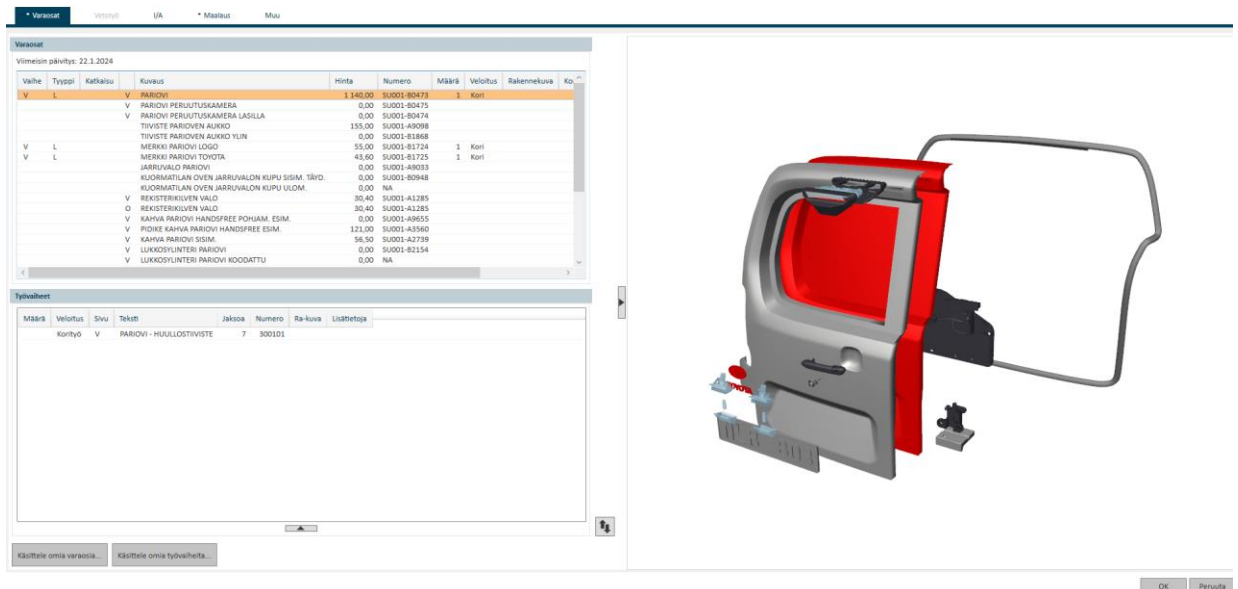 * Varaosat Vetotyö I/A * Maalaus Muu
Varaosat
Viimeisin päivitys: 22.1.2024
Vaihe Tyyppi Katkaisu Kuvaus Hinta Numero Määrä Veloitus Rakennekuva Ko
V L V PARIOVI 1 140,00 SU001-B0473 1 Kori
V PARIOVI PERUUTUSKAMERA 0,00 SU001-B0475
V PARIOVI PERUUTUSKAMERA LASILLA 0,00 SU001-B0474
TIIVISTE PARIOVEN AUKKO 155,00 SU001-A9098
TIIVISTE PARIOVEN AUKKO YLIN 0,00 SU001-B1868
V L MERKKI PARIOVI LOGO 55,00 SU001-B1724 1 Kori
V L MERKKI PARIOVI TOYOTA 43,60 SU001-B1725 1 Kori
JARRUVALO PARIOVI 0,00 SU001-A9033
KUORMATILAN OVEN JARRUVALON KUPU SISIM. TÄYD. 0,00 SU001-B0948
KUORMATILAN OVEN JARRUVALON KUPU ULOM. 0,00 NA
V REKISTERIKILVEN VALO 30,40 SU001-A1285
O REKISTERIKILVEN VALO 30,40 SU001-A1285
V KAHVA PARIOVI HANDSFREE POHJAM. ESIM. 0,00 SU001-A9655
V PIDIKE KAHVA PARIOVI HANDSFREE ESIM. 121,00 SU001-A3560
V KAHVA PARIOVI SISIM. 56,50 SU001-A2739
V LUKKOSYLINTERI PARIOVI 0,00 SU001-B2154
V LUKKOSYLINTERI PARIOVI KOODATTU 0,00 NA
Työvaiheet
Määrä Veloitus Sivu Teksti Jaksoa Numero Ra-kuva Lisätietoja
Korityö V PARIOVI - HUULLOSTIIVISTE 7 300101
Käsittele omia varaosia... Käsittele omia työvaiheita...
TOYOTA
OK Peruuta